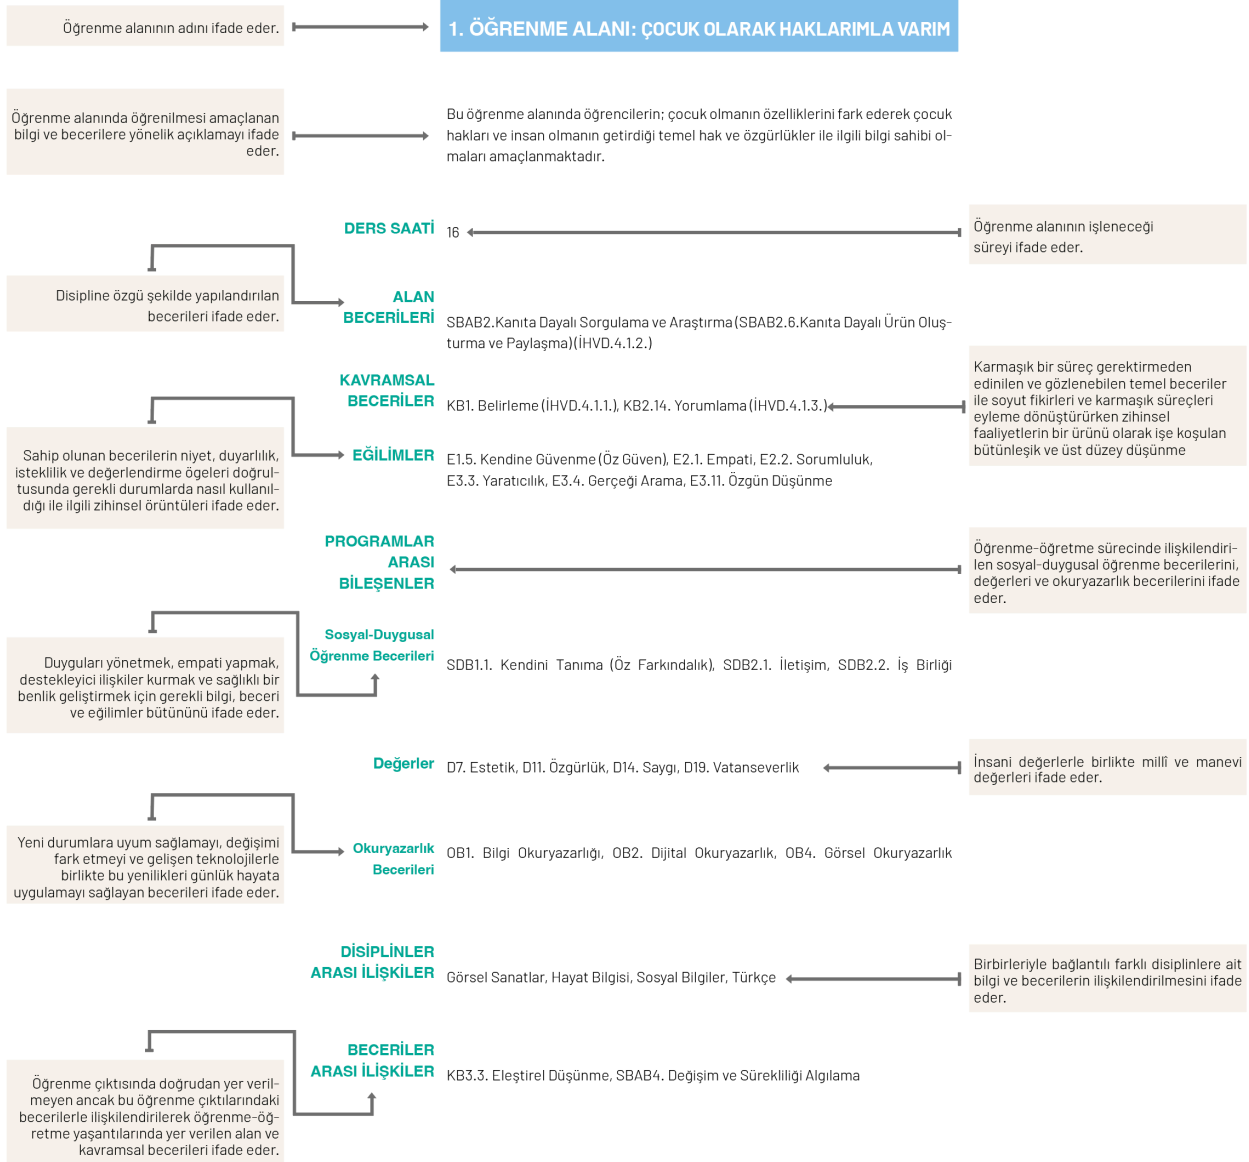 Öğrenme alanının adını ifade eder.
1. ÖĞRENME ALANI: ÇOCUK OLARAK HAKLARIMLA VARIM
Öğrenme alanında öğrenilmesi amaçlanan
bilgi ve becerilere yönelik açıklamayı ifade
eder.
Bu öğrenme alanında öğrencilerin; çocuk olmanın özelliklerini fark ederek çocuk
hakları ve insan olmanın getirdiği temel hak ve özgürlükler ile ilgili bilgi sahibi ol-
maları amaçlanmaktadır.
DERS SAATİ
16
Öğrenme alanının işleneceği
süreyi ifade eder.
Disipline özgü şekilde yapılandırılan
becerileri ifade eder.
ALAN
BECERİLERİ
SBAB2.Kanıta Dayalı Sorgulama ve Araştırma (SBAB2.6.Kanıta Dayalı Ürün Oluş-
turma ve Paylaşma) (İHVD.4.1.2.)
KAVRAMSAL
BECERİLER
KB1. Belirleme (İHVD.4.1.1.), KB2.14. Yorumlama (İHVD.4.1.3.)
Karmaşık bir süreç gerektirmeden
edinilen ve gözlenebilen temel beceriler
ile soyut fikirleri ve karmaşık süreçleri
eyleme dönüştürürken zihinsel
faaliyetlerin bir ürünü olarak işe koşulan
bütünleşik ve üst düzey düşünme
Sahip olunan becerilerin niyet, duyarlılık,
isteklilik ve değerlendirme ögeleri doğrul-
tusunda gerekli durumlarda nasıl kullanıl-
dığı ile ilgili zihinsel örüntüleri ifade eder.
EĞİLİMLER
E1.5. Kendine Güvenme (Öz Güven), E2.1. Empati, E2.2. Sorumluluk,
E3.3. Yaratıcılık, E3.4. Gerçeği Arama, E3.11. Özgün Düşünme
PROGRAMLAR
ARASI
BİLEŞENLER
Öğrenme-öğretme sürecinde ilişkilendiri-
len sosyal-duygusal öğrenme becerilerini,
değerleri ve okuryazarlık becerilerini ifade
eder.
Duyguları yönetmek, empati yapmak,
destekleyici ilişkiler kurmak ve sağlıklı bir
benlik geliştirmek için gerekli bilgi, beceri
ve eğilimler bütününü ifade eder.
Sosyal-Duygusal
Öğrenme Becerileri
SDB1.1. Kendini Tanıma (Öz Farkındalık), SDB2.1. İletişim, SDB2.2. İş Birliği
Değerler
D7. Estetik, D11. Özgürlük, D14. Saygı, D19. Vatanseverlik
İnsani değerlerle birlikte millî ve manevi
değerleri ifade eder.
Yeni durumlara uyum sağlamayı, değişimi
fark etmeyi ve gelişen teknolojilerle
birlikte bu yenilikleri günlük hayata
uygulamayı sağlayan becerileri ifade eder.
Okuryazarlık
Becerileri
OB1. Bilgi Okuryazarlığı, OB2. Dijital Okuryazarlık, OB4. Görsel Okuryazarlık
DİSİPLİNLER
ARASI İLİŞKİLER
Görsel Sanatlar, Hayat Bilgisi, Sosyal Bilgiler, Türkçe
Birbirleriyle bağlantılı farklı disiplinlere ait
bilgi ve becerilerin ilişkilendirilmesini ifade
eder.
BECERİLER
ARASI İLİŞKİLER
KB3.3. Eleştirel Düşünme, SBAB4. Değişim ve Sürekliliği Algılama
Öğrenme çıktısında doğrudan yer veril-
meyen ancak bu öğrenme çıktılarındaki
becerilerle ilişkilendirilerek öğrenme-öğ-
retme yaşantılarında yer verilen alan ve
kavramsal becerileri ifade eder.